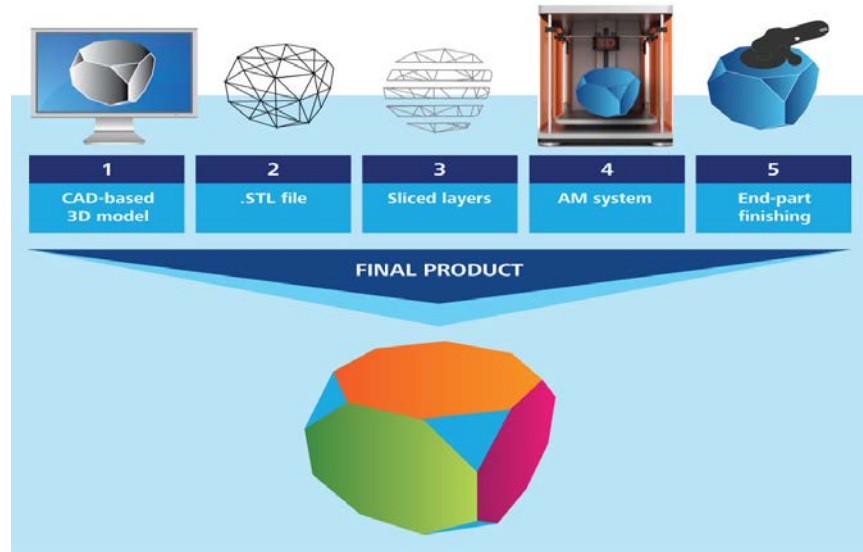 1
CAD-based
3D model
2
.STL file
3
Sliced layers
4
AM system
5
End-part
finishing
FINAL PRODUCT